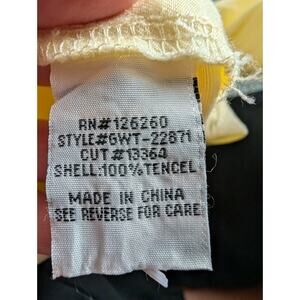 RN#126260
STYLE#GWT-22871
CUT#13364
SHELL:100%TENCEL
MADE IN CHINA
SEE REVERSE FOR CARE